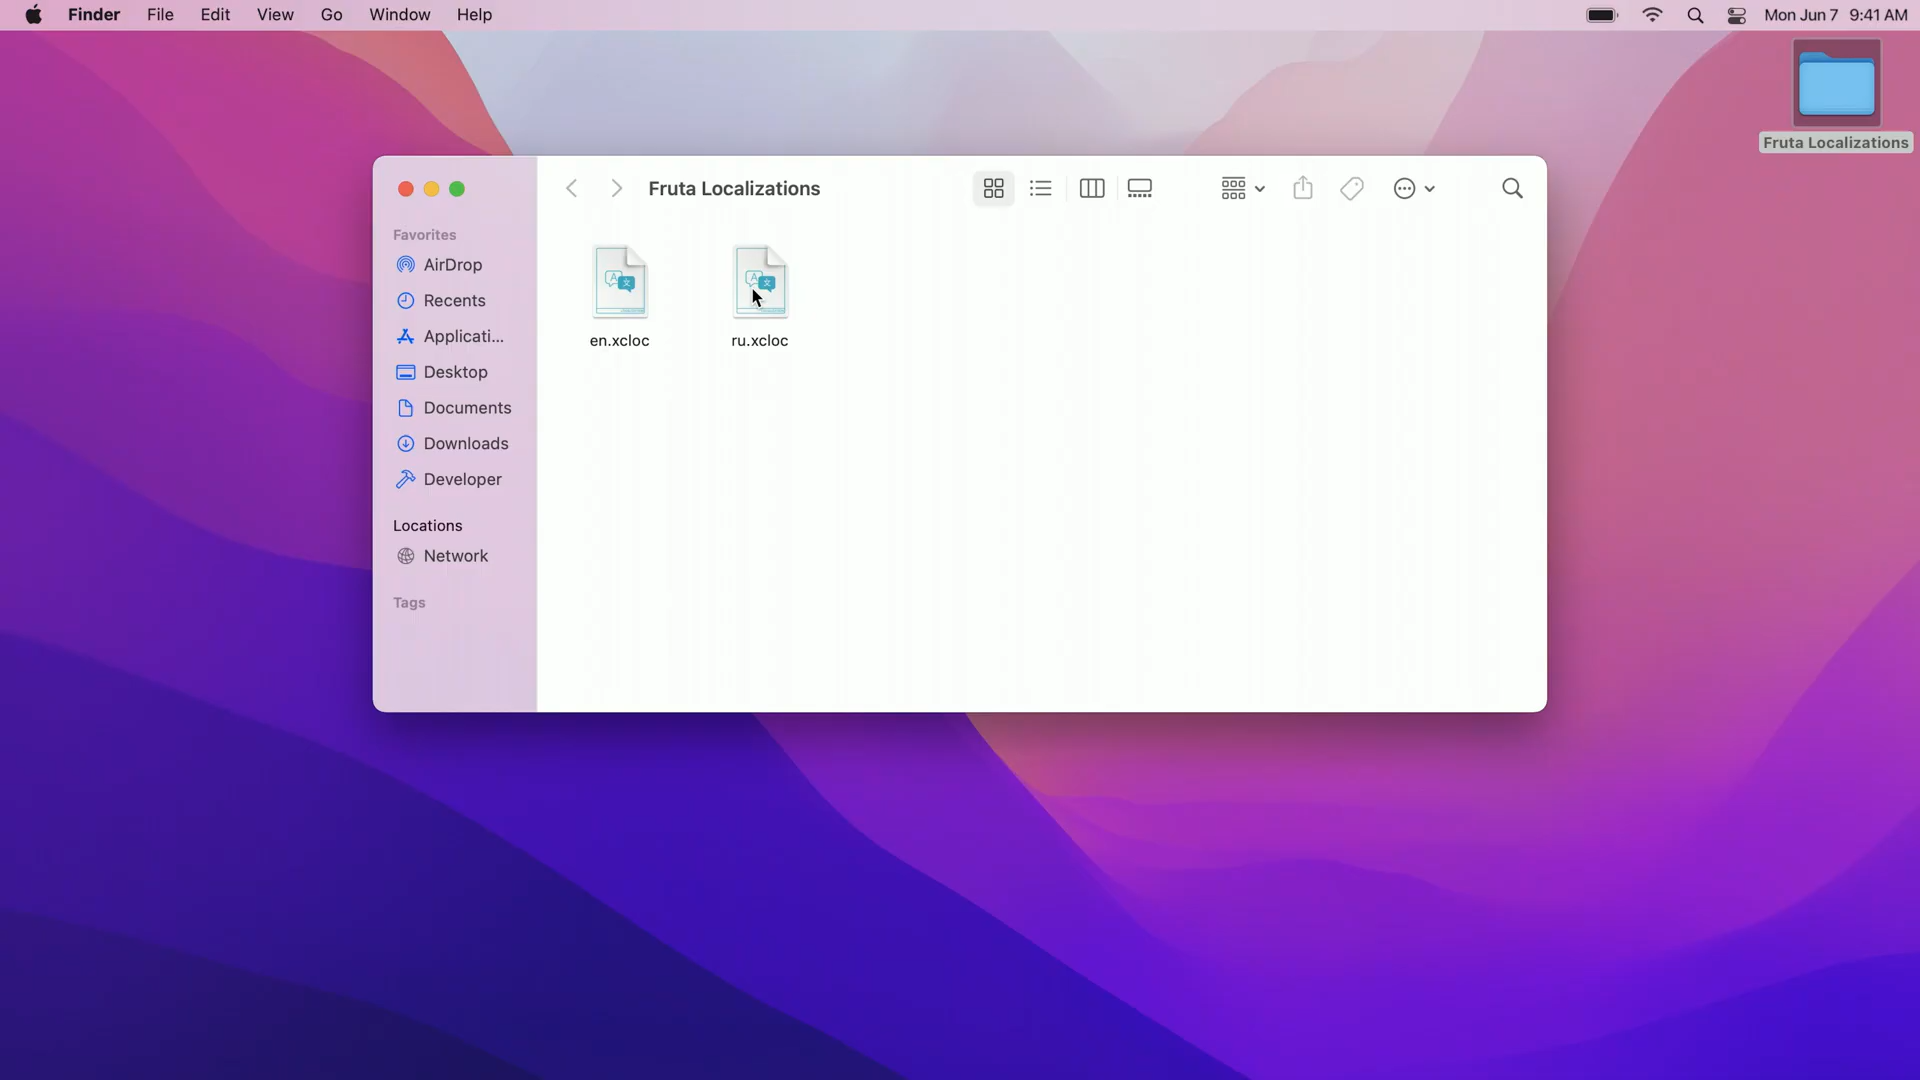 Finder File Edit View Go Window Help Mon Jun 7 9:41 AM
Fruta Localizations
Fruta Localizations
Favorites
AirDrop
Recents
Applicati...
Desktop
Documents
Downloads
Developer
Locations
Network
Tags
en.xcloc
ru.xcloc